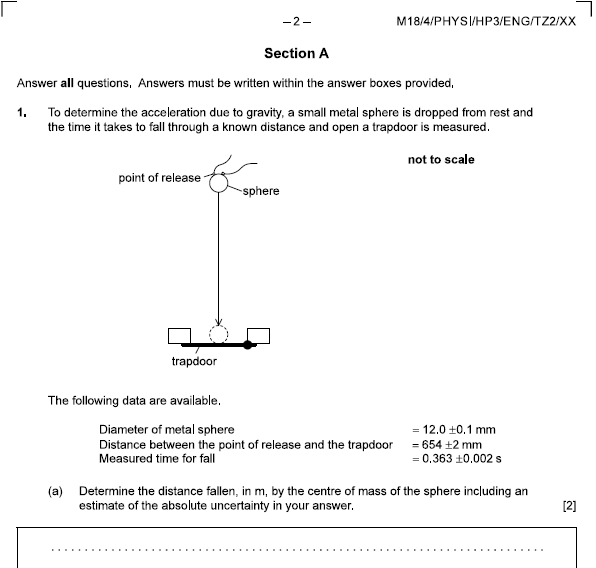 – 2 –
M18/4/PHYSI/HP3/ENG/TZ2/XX
Section A
Answer all questions. Answers must be written within the answer boxes provided.
1. To determine the acceleration due to gravity, a small metal sphere is dropped from rest and
the time it takes to fall through a known distance and open a trapdoor is measured.
not to scale
point of release
sphere
trapdoor
The following data are available.
Diameter of metal sphere = 12.0 ±0.1 mm
Distance between the point of release and the trapdoor = 654 ±2 mm
Measured time for fall = 0.363 ±0.002 s
(a) Determine the distance fallen, in m, by the centre of mass of the sphere including an
estimate of the absolute uncertainty in your answer. [2]